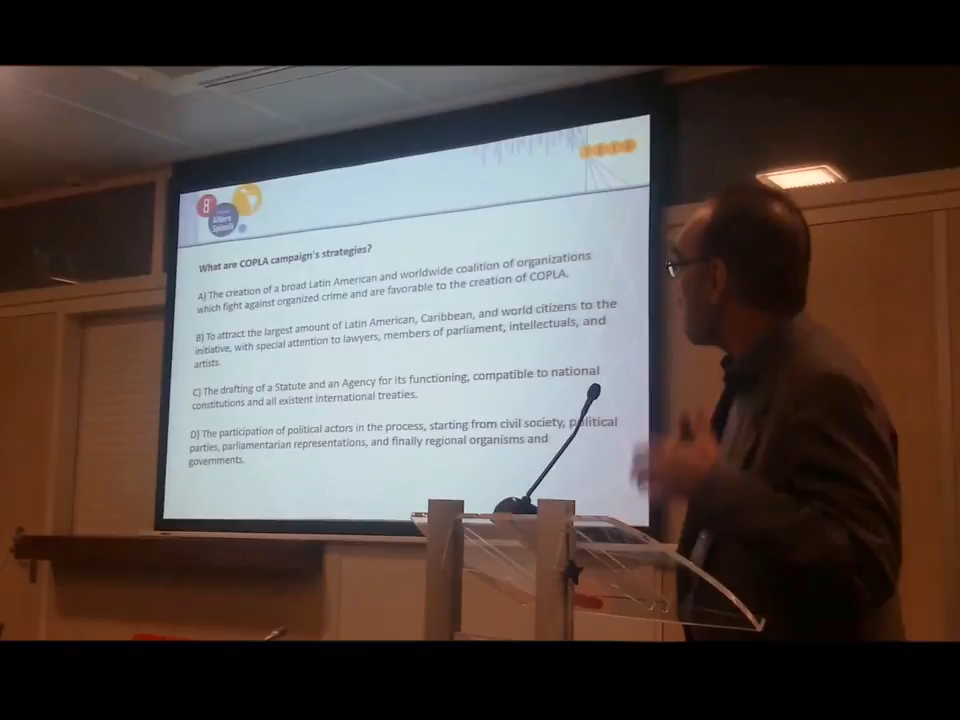 8
Altiero
Spinelli
What are COPLA campaign's strategies?
A) The creation of a broad Latin American and worldwide coalition of organizations
which fight against organized crime and are favorable to the creation of COPLA.
B) To attract the largest amount of Latin American, Caribbean, and world citizens to the
initiative, with special attention to lawyers, members of parliament, intellectuals, and
artists.
C) The drafting of a Statute and an Agency for its functioning, compatible to national
constitutions and all existent international treaties.
D) The participation of political actors in the process, starting from civil society, political
parties, parliamentarian representations, and finally regional organisms and
governments.